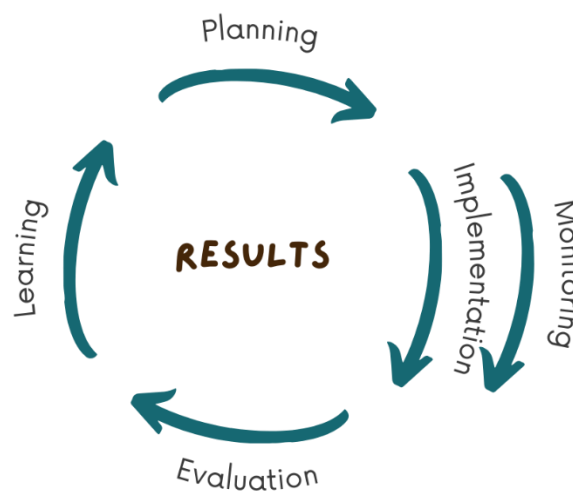 Planning
Implementation
Monitoring
RESULTS
Learning
Evaluation